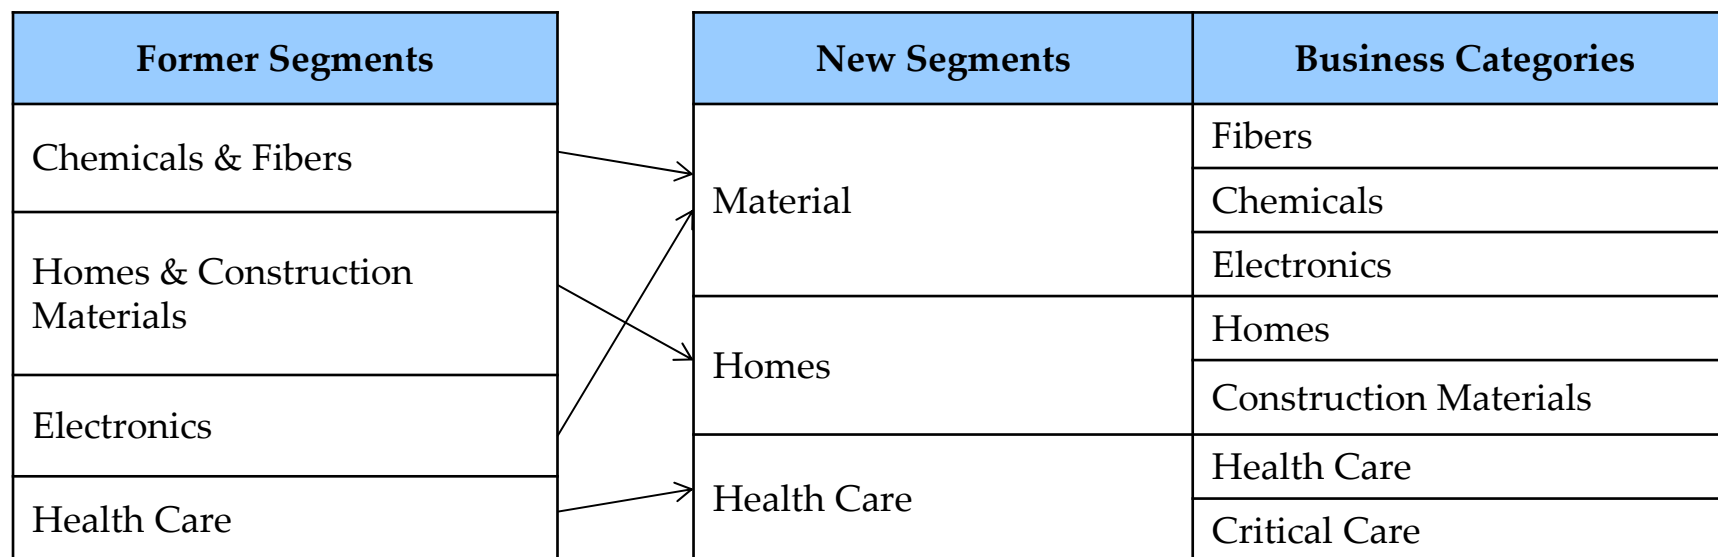 Former Segments
Chemicals & Fibers
Homes & Construction
Materials
Electronics
Health Care
New Segments
Business Categories
Material
Fibers
Chemicals
Electronics
Homes
Homes
Construction Materials
Health Care
Health Care
Critical Care